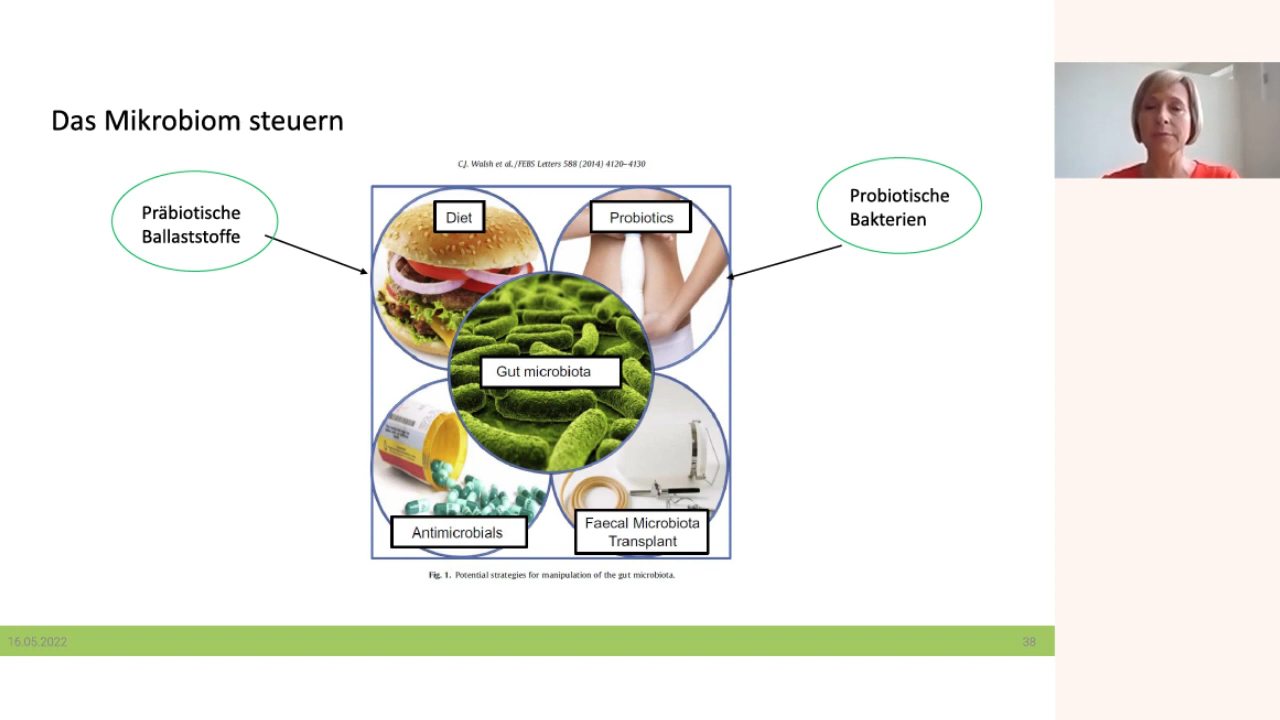 Das Mikrobiom steuern
C.J. Walsh et al. / FEBS Letters 588 (2014) 4120–4130
Präbiotische
Ballaststoffe
Probiotische
Bakterien
Diet
Probiotics
Gut microbiota
Antimicrobials
Faecal Microbiota
Transplant
Fig. 1. Potential strategies for manipulation of the gut microbiota.
16.05.2022
38